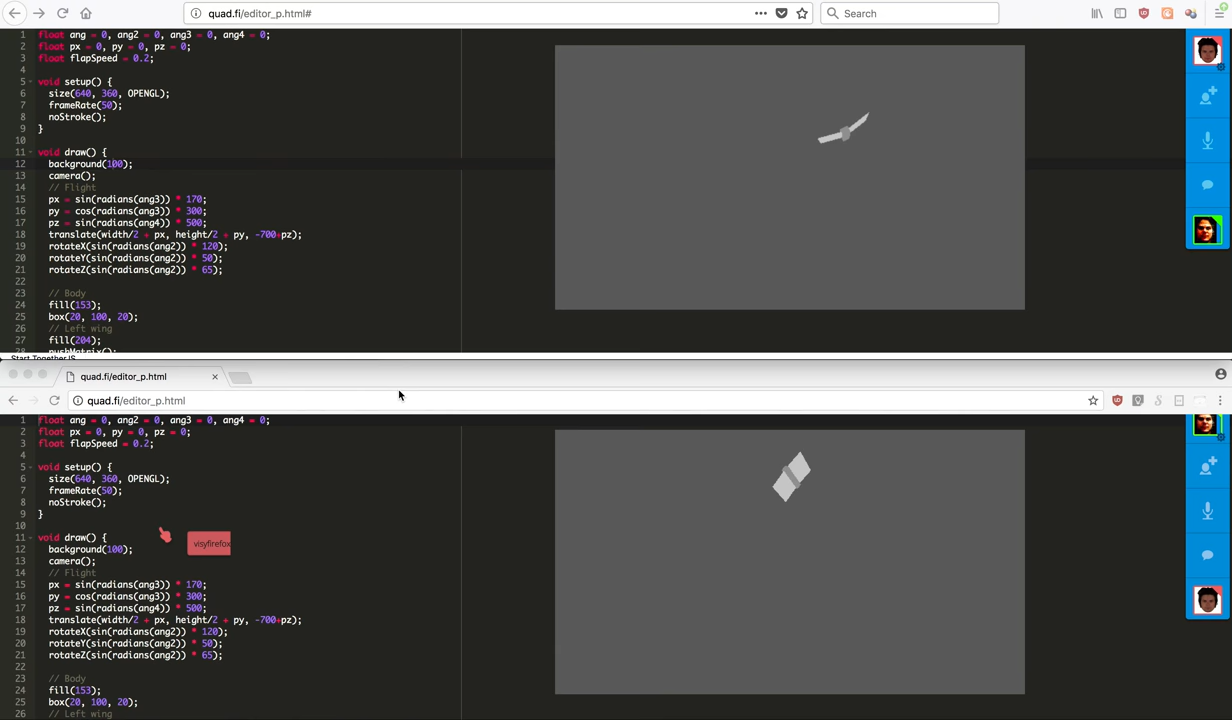 quad.fi/editor_p.html#
Search
1 float ang = 0, ang2 = 0, ang3 = 0, ang4 = 0;
2 float px = 0, py = 0, pz = 0;
3 float flapSpeed = 0.2;
4
5 void setup() {
6 size(640, 360, OPENGL);
7 frameRate(50);
8 noStroke();
9 }
10
11 void draw() {
12 background(100);
13 camera();
14 // Flight
15 px = sin(radians(ang3)) * 170;
16 py = cos(radians(ang3)) * 300;
17 pz = sin(radians(ang4)) * 500;
18 translate(width/2 + px, height/2 + py, -700+pz);
19 rotateX(sin(radians(ang2)) * 120);
20 rotateY(sin(radians(ang2)) * 50);
21 rotateZ(sin(radians(ang2)) * 65);
22
23 // Body
24 fill(153);
25 box(20, 100, 20);
26 // Left wing
27 fill(204);
28 pushMatrix();
Start TogetherJS
quad.fi/editor_p.html
quad.fi/editor_p.html
1 float ang = 0, ang2 = 0, ang3 = 0, ang4 = 0;
2 float px = 0, py = 0, pz = 0;
3 float flapSpeed = 0.2;
4
5 void setup() {
6 size(640, 360, OPENGL);
7 frameRate(50);
8 noStroke();
9 }
10
11 void draw() {
12 background(100);
13 camera();
14 // Flight
15 px = sin(radians(ang3)) * 170;
16 py = cos(radians(ang3)) * 300;
17 pz = sin(radians(ang4)) * 500;
18 translate(width/2 + px, height/2 + py, -700+pz);
19 rotateX(sin(radians(ang2)) * 120);
20 rotateY(sin(radians(ang2)) * 50);
21 rotateZ(sin(radians(ang2)) * 65);
22
23 // Body
24 fill(153);
25 box(20, 100, 20);
26 // Left wing
visyfirefox